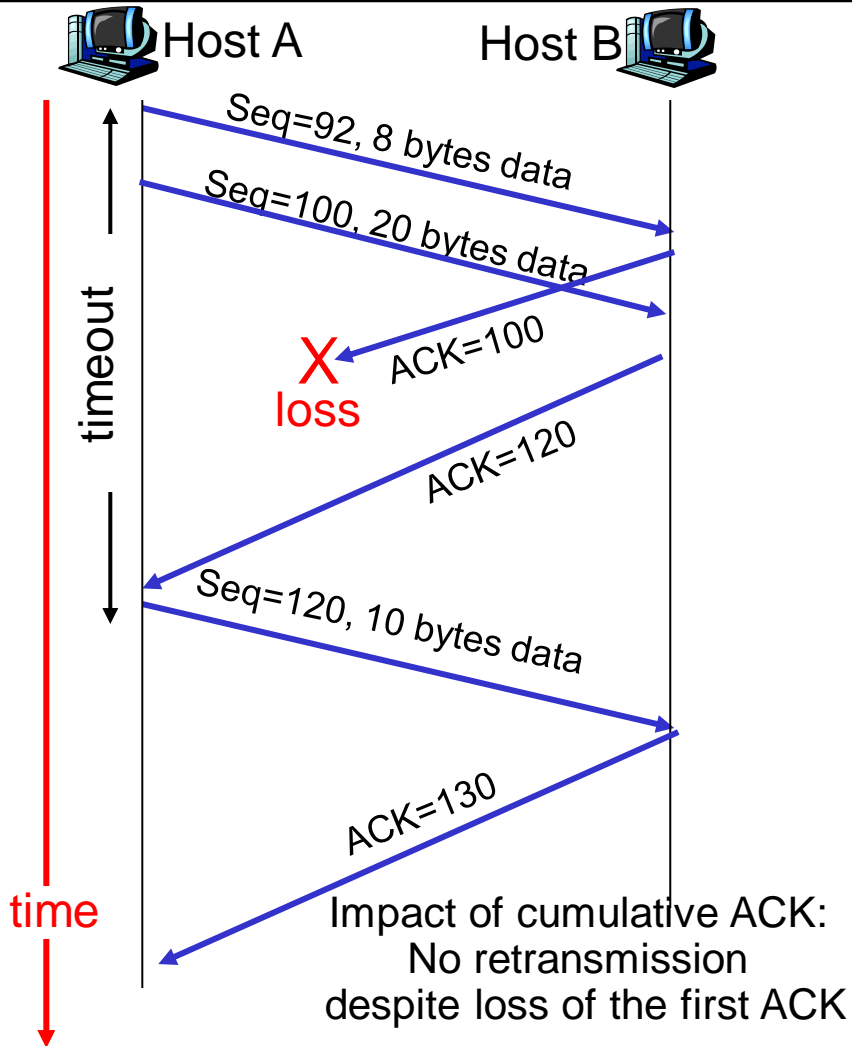 Host A
Host B
Seq=92, 8 bytes data
Seq=100, 20 bytes data
timeout
X
loss
ACK=100
ACK=120
Seq=120, 10 bytes data
ACK=130
time
Impact of cumulative ACK:
No retransmission
despite loss of the first ACK